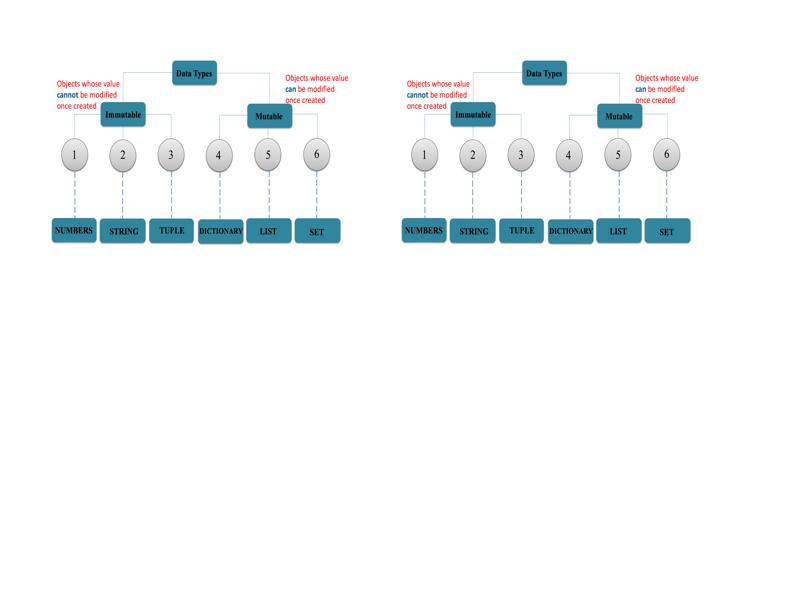 Data Types
Objects whose value
cannot be modified
once created
Objects whose value
can be modified
once created
Immutable
Mutable
1
2
3
4
5
6
NUMBERS
STRING
TUPLE
DICTIONARY
LIST
SET
Data Types
Objects whose value
cannot be modified
once created
Objects whose value
can be modified
once created
Immutable
Mutable
1
2
3
4
5
6
NUMBERS
STRING
TUPLE
DICTIONARY
LIST
SET